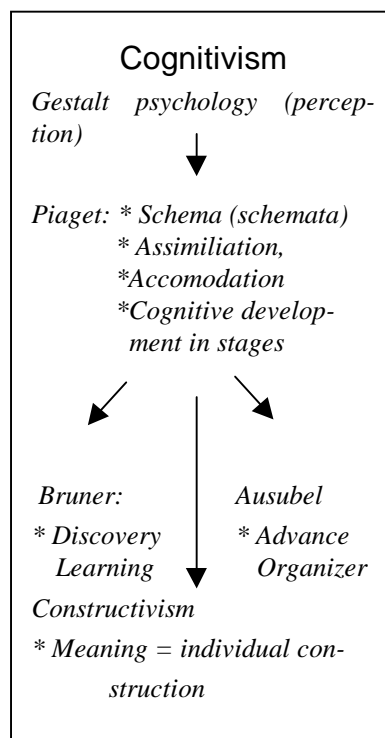 Cognitivism
Gestalt psychology (percep-
tion)
Piaget: * Schema (schemata)
* Assimiliation,
*Accomodation
*Cognitive develop-
ment in stages
Bruner:
* Discovery
Learning
Ausubel
* Advance
Organizer
Constructivism
* Meaning = individual con-
struction